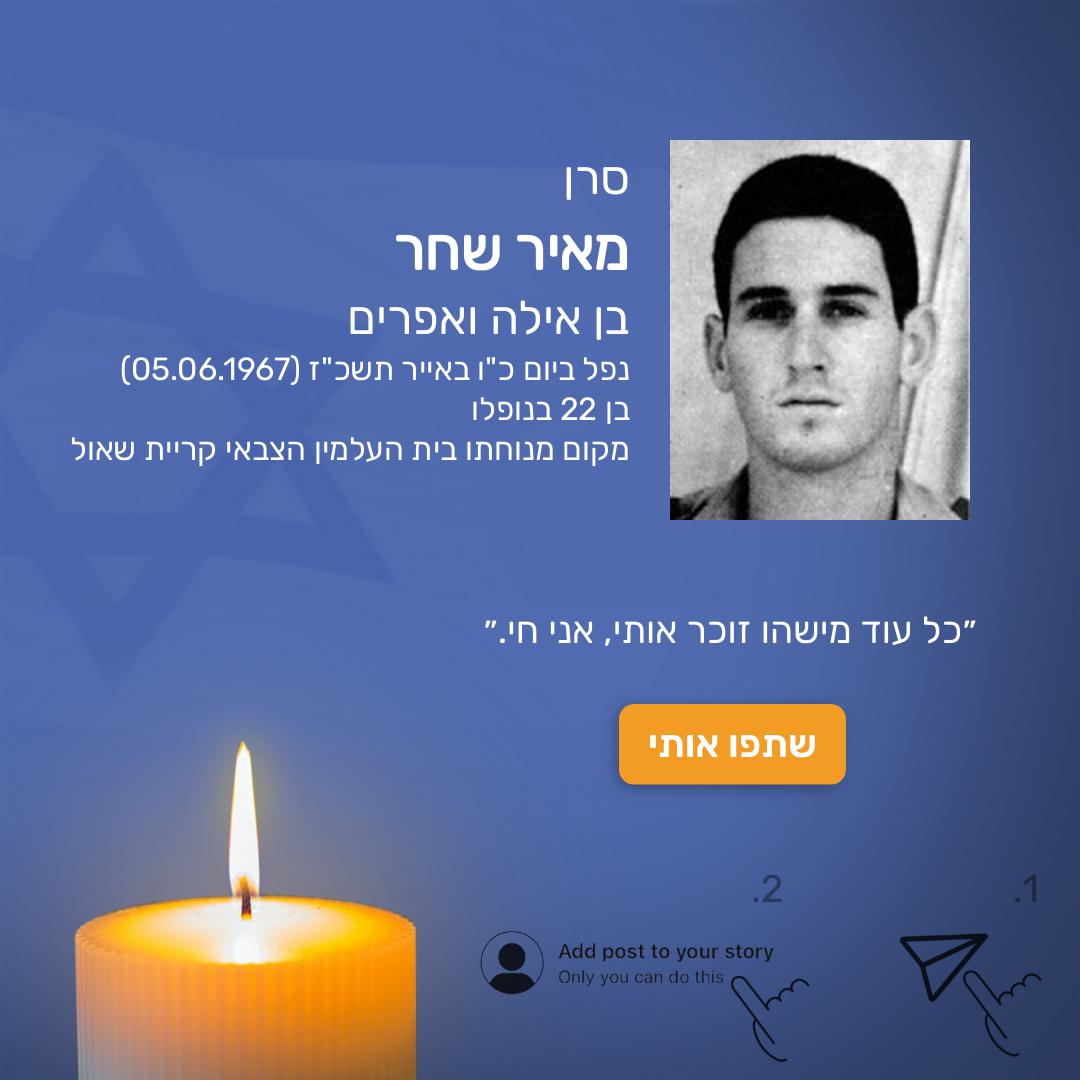 סרן
מאיר שחר
בן אילה ואפרים
נפל ביום כ"ו באייר תשכ"ז (05.06.1967)
בן 22 בנופלו
מקום מנוחתו בית העלמין הצבאי קריית שאול
״כל עוד מישהו זוכר אותי, אני חי.״
שתפו אותי
1.
2.
Add post to your story
Only you can do this